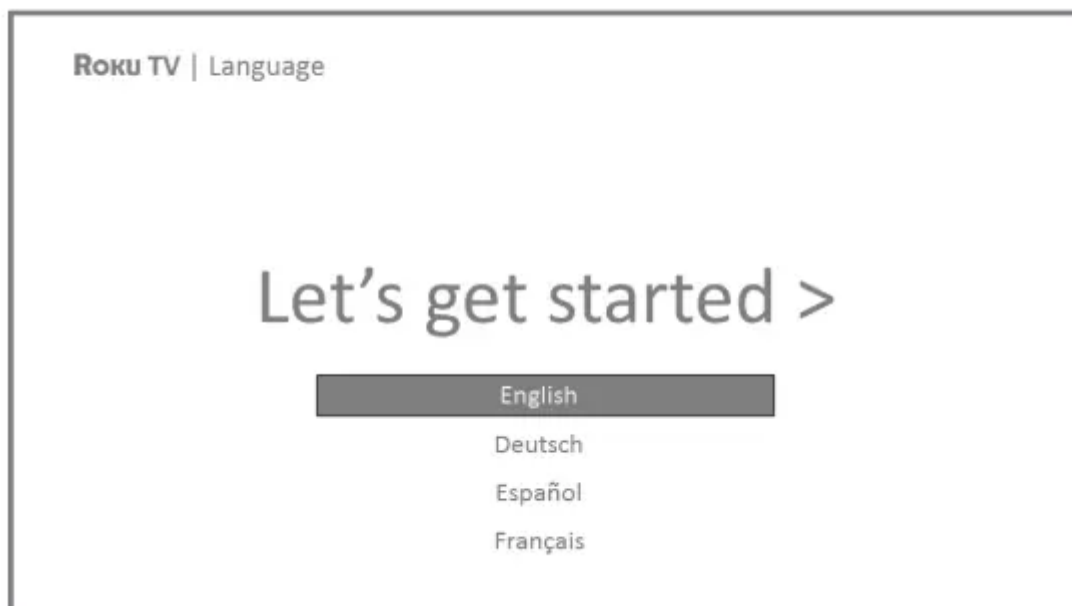 Roku TV | Language
Let's get started >
English
Deutsch
Español
Français